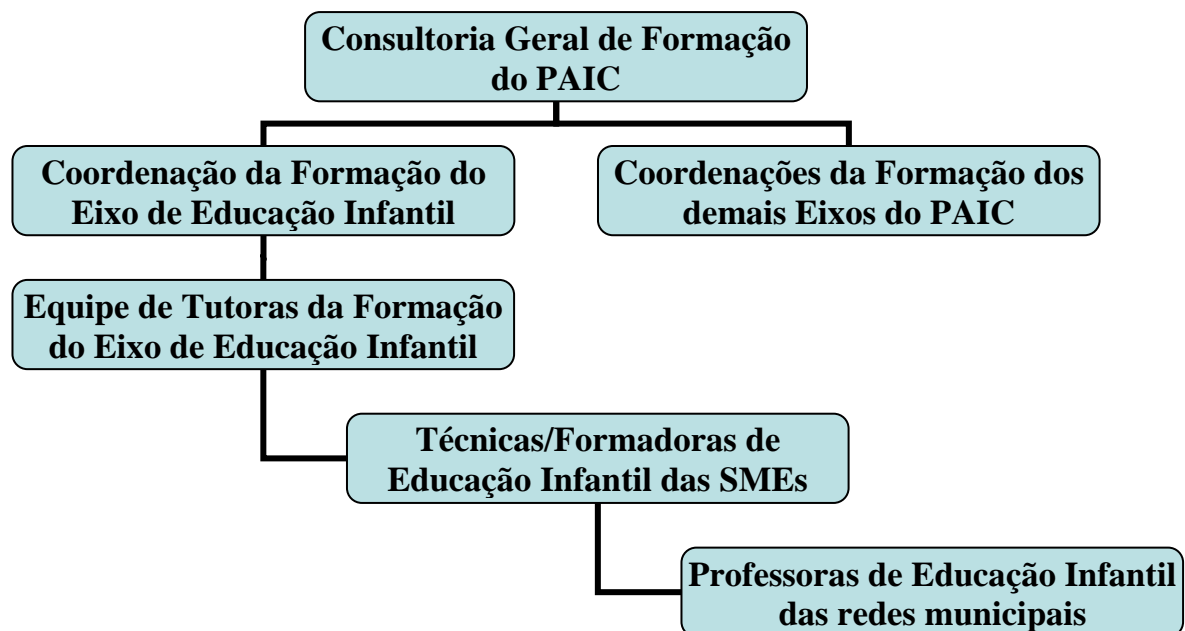 Consultoria Geral de Formação
do PAIC
Coordenação da Formação do
Eixo de Educação Infantil
Coordenações da Formação dos
demais Eixos do PAIC
Equipe de Tutoras da Formação
do Eixo de Educação Infantil
Técnicas/Formadoras de
Educação Infantil das SMEs
Professoras de Educação Infantil
das redes municipais